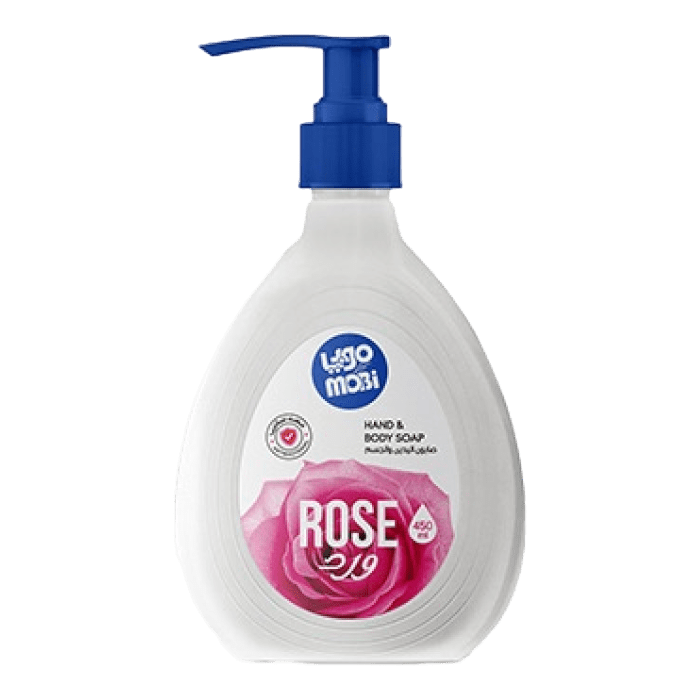 موبي
MOBi
HAND &
BODY SOAP
صابون اليدين والجسم
ROSE
ورد
450
ml